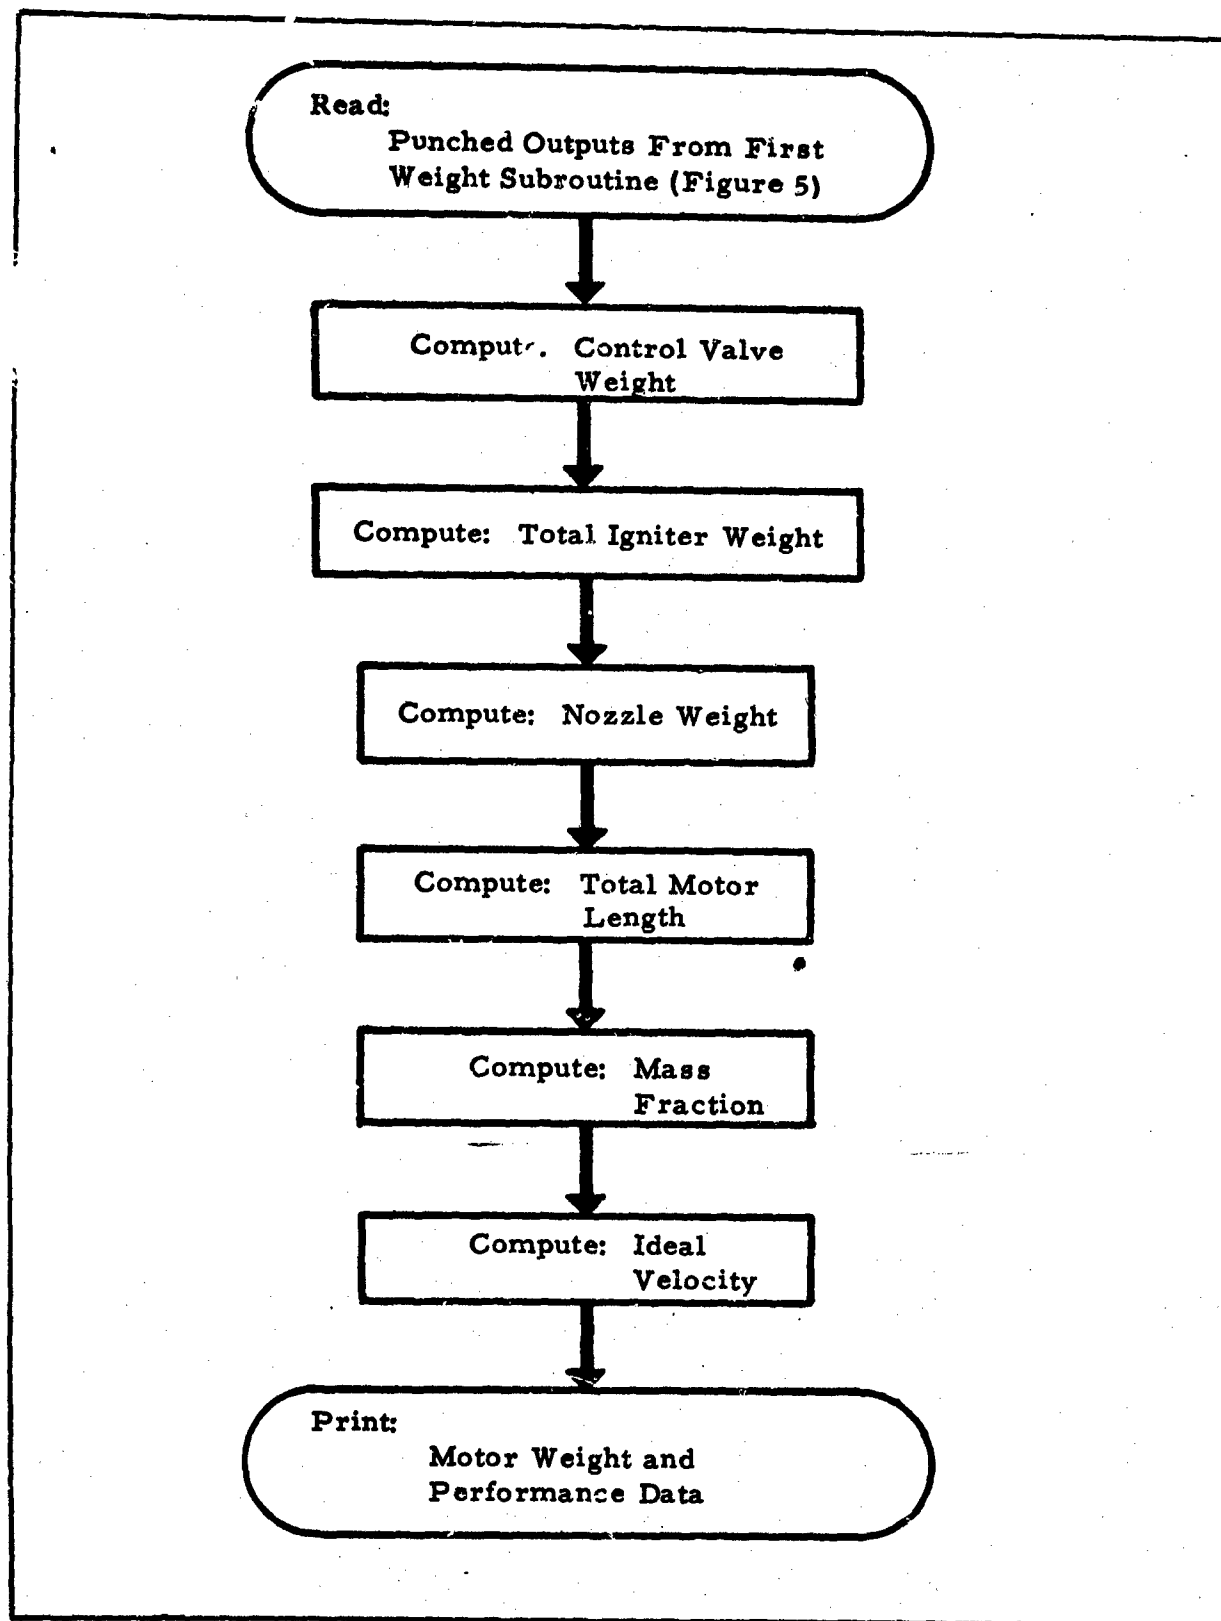 Read:
Punched Outputs From First
Weight Subroutine (Figure 5)
Compute. Control Valve
Weight
Compute: Total Igniter Weight
Compute: Nozzle Weight
Compute: Total Motor
Length
Compute: Mass
Fraction
Compute: Ideal
Velocity
Print:
Motor Weight and
Performance Data